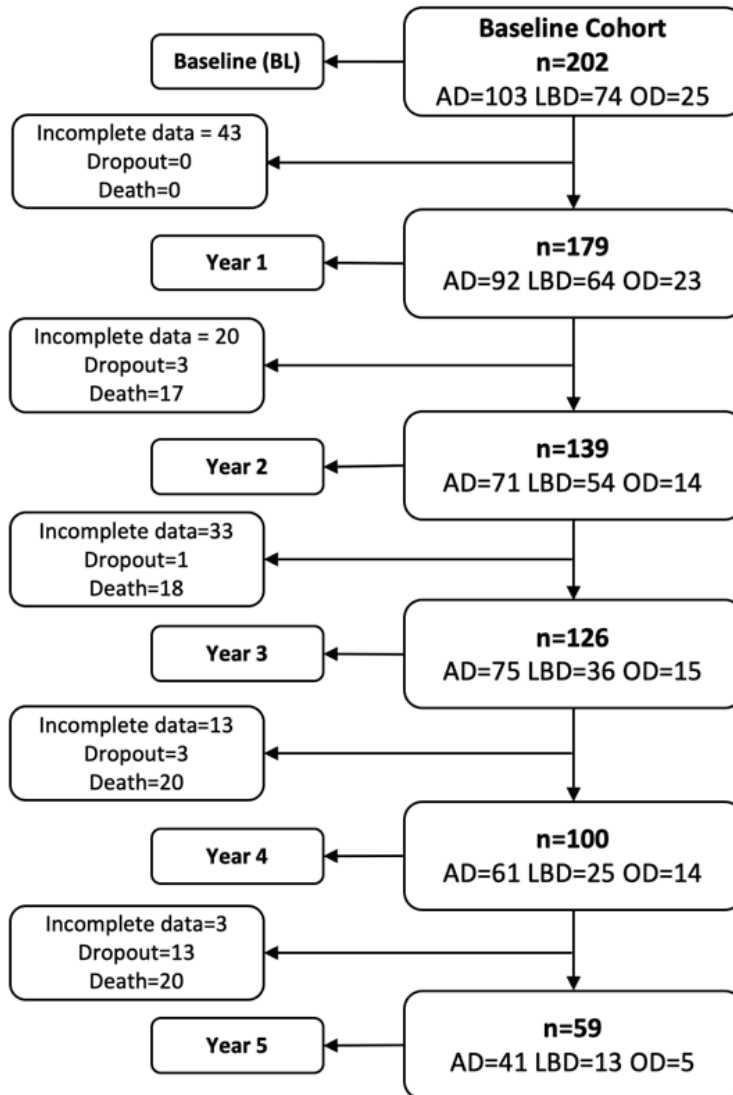 Baseline Cohort
n=202
AD=103 LBD=74 OD=25
Baseline (BL)
Incomplete data = 43
Dropout=0
Death=0
n=179
AD=92 LBD=64 OD=23
Year 1
Incomplete data = 20
Dropout=3
Death=17
n=139
AD=71 LBD=54 OD=14
Year 2
Incomplete data=33
Dropout=1
Death=18
n=126
AD=75 LBD=36 OD=15
Year 3
Incomplete data=13
Dropout=3
Death=20
n=100
AD=61 LBD=25 OD=14
Year 4
Incomplete data=3
Dropout=13
Death=20
n=59
AD=41 LBD=13 OD=5
Year 5